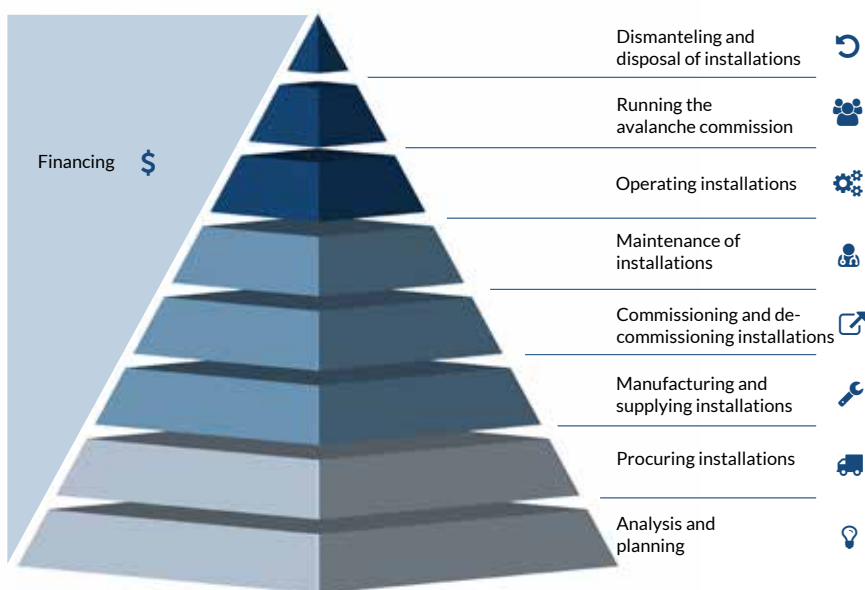 Dismanteling and
disposal of installations
Running the
avalanche commission
Financing $
Operating installations
Maintenance of
installations
Commissioning and de-
commissioning installations
Manufacturing and
supplying installations
Procuring installations
Analysis and
planning